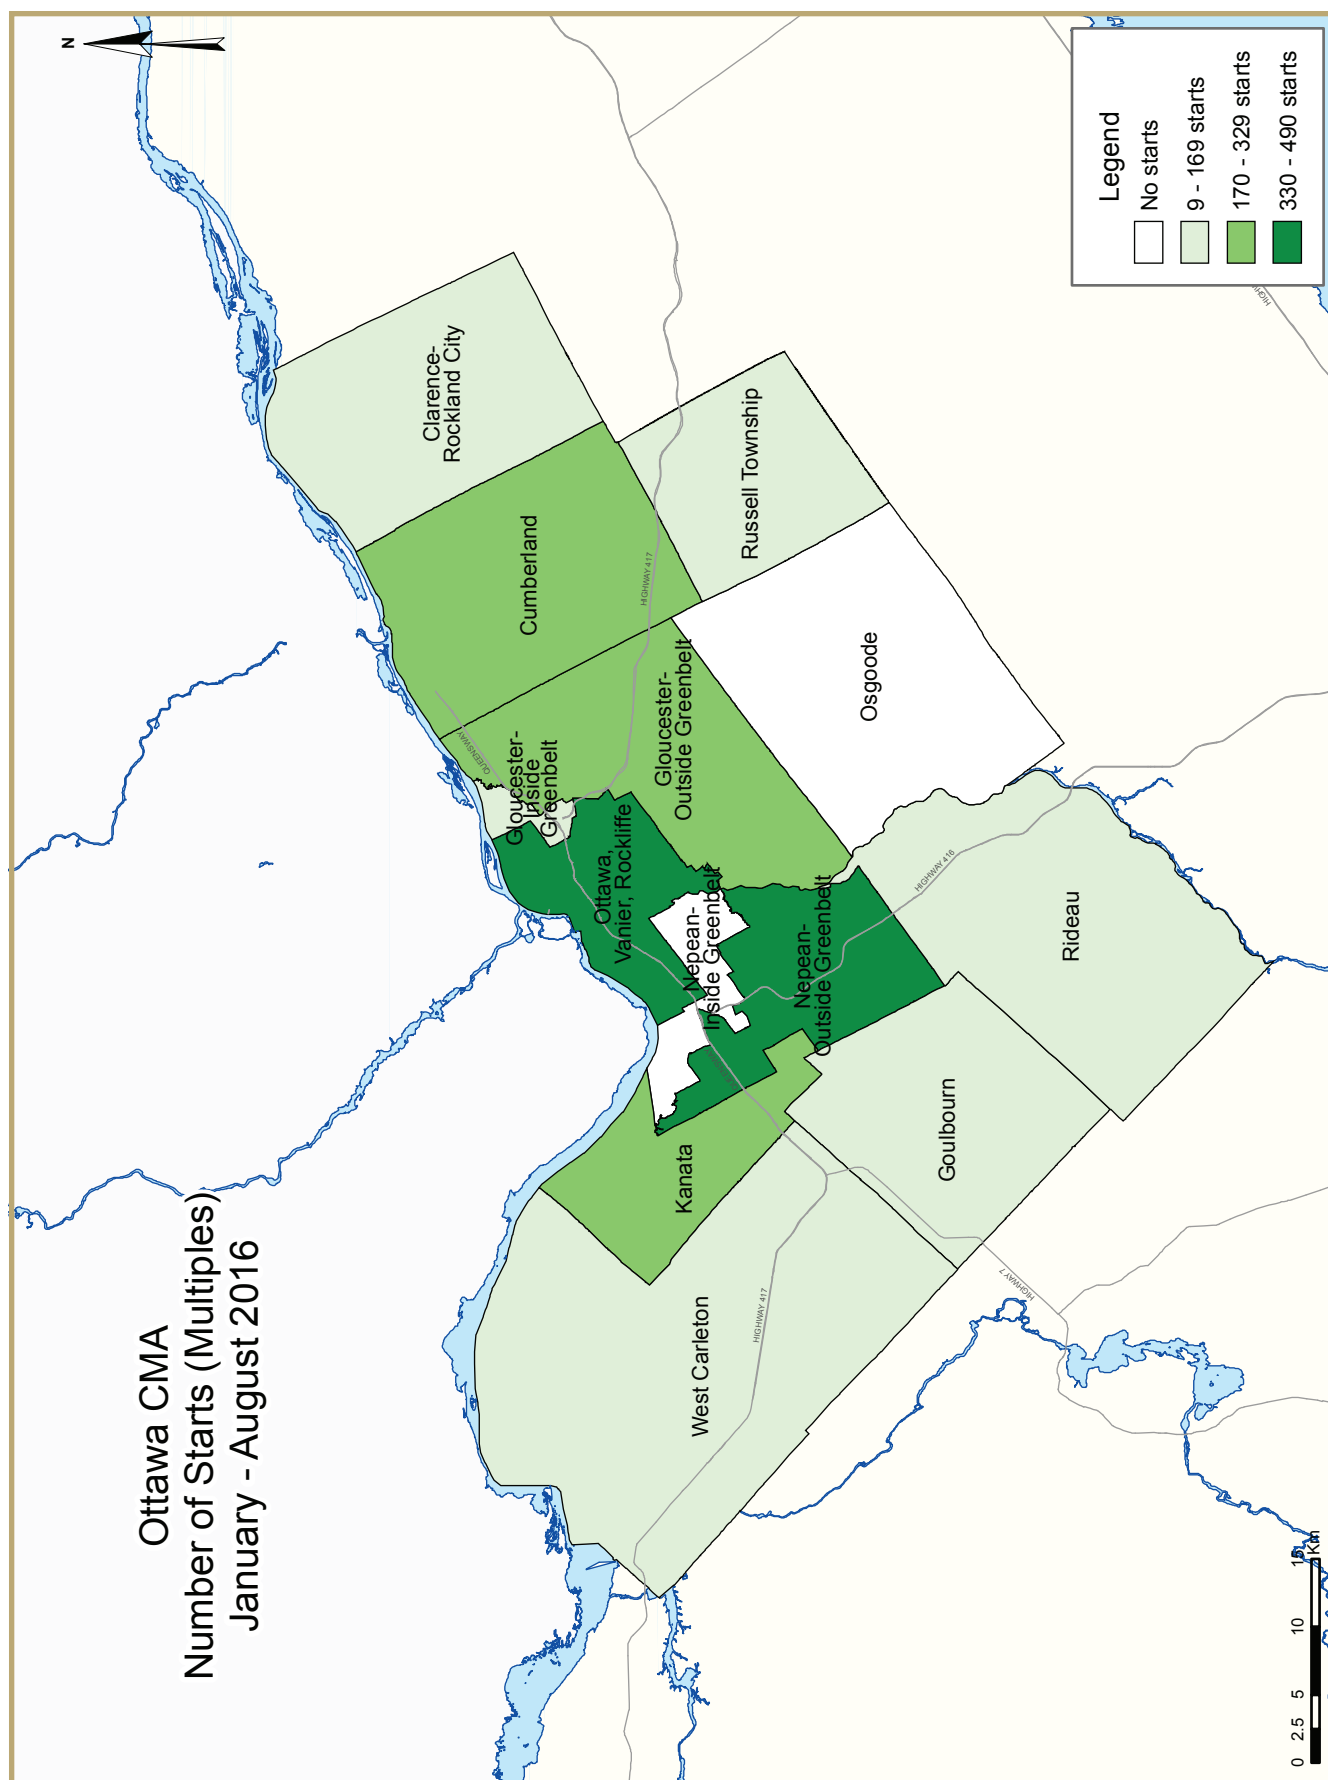 Ottawa CMA
Number of Starts (Multiples)
January - August 2016
N
Clarence-
Rockland City
Cumberland
Russell Township
HIGHWAY 417
QUEENSWAY
Gloucester-
Inside
Greenbelt
Gloucester-
Outside Greenbelt
Osgoode
Ottawa,
Vanier, Rockliffe
Nepean-
Inside Greenbelt
Nepean-
Outside Greenbelt
HIGHWAY 416
Rideau
Kanata
Goulbourn
West Carleton
HIGHWAY 417
HIGHWAY 7
Legend
No starts
9 - 169 starts
170 - 329 starts
330 - 490 starts
0 2.5 5 10 15
Km